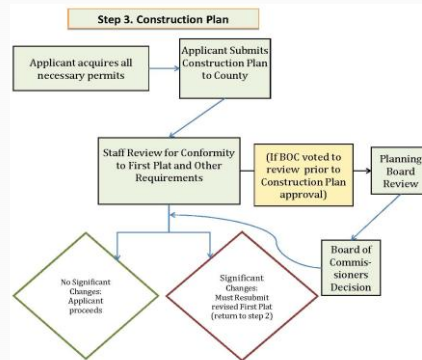 Step 3. Construction Plan
Applicant acquires all
necessary permits
Applicant Submits
Construction Plan
to County
Staff Review for Conformity
to First Plat and Other
Requirements
(If BOC voted to
review prior to
Construction Plan
approval)
Planning
Board
Review
Board of
Commis-
sioners
Decision
No Significant
Changes:
Applicant
proceeds
Significant
Changes:
Must Resubmit
revised First Plat
(return to step 2)